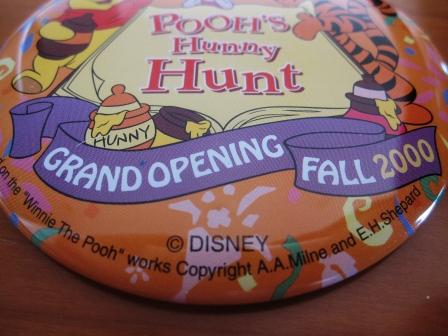 POOH'S
Hunny
Hunt
HUNNY
GRAND OPENING FALL 2000
on the "Winnie The Pooh" works Copyright A.A.Milne and E.H.Shepard
© DISNEY